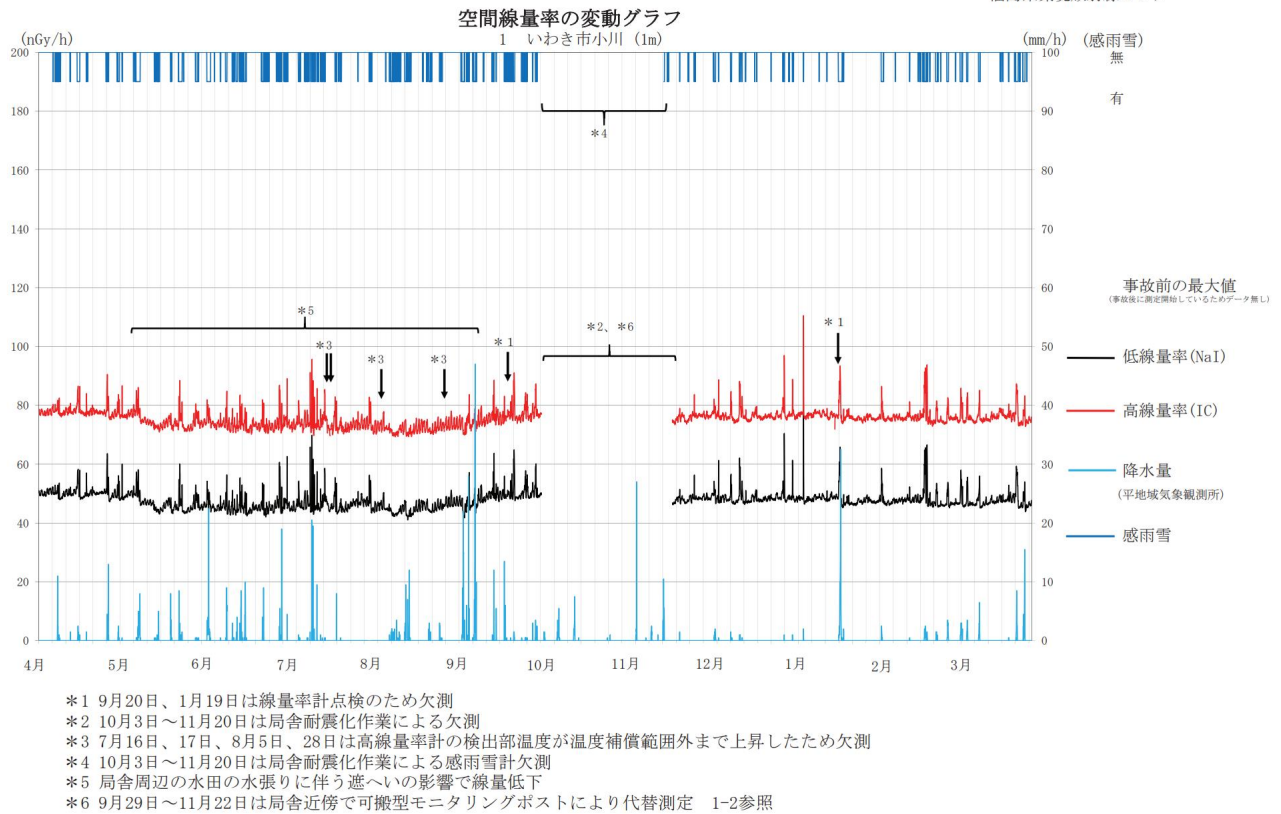 空間線量率の変動グラフ
1 いわき市小川 (1m)
(nGy/h)
(mm/h)
(感雨雪)
無
有
200
180
160
140
120
100
80
60
40
20
0
100
90
80
70
60
50
40
30
20
10
0
＊4
＊5
＊3
＊3
＊3
＊1
＊2、＊6
＊1
事故前の最大値
(事故後に測定開始しているためデータ無し)
低線量率(NaI)
高線量率(IC)
降水量
(平地域気象観測所)
感雨雪
4月 5月 6月 7月 8月 9月 10月 11月 12月 1月 2月 3月
＊1 9月20日、1月19日は線量率計点検のため欠測
＊2 10月3日～11月20日は局舎耐震化作業による欠測
＊3 7月16日、17日、8月5日、28日は高線量率計の検出部温度が温度補償範囲外まで上昇したため欠測
＊4 10月3日～11月20日は局舎耐震化作業による感雨雪計欠測
＊5 局舎周辺の水田の水張りに伴う遮へいの影響で線量低下
＊6 9月29日～11月22日は局舎近傍で可搬型モニタリングポストにより代替測定 1-2参照